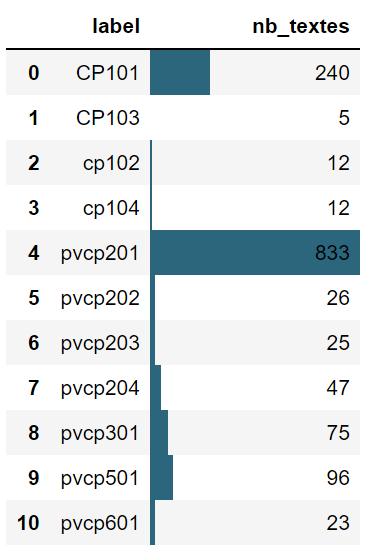 label nb_textes
0 CP101 240
1 CP103 5
2 cp102 12
3 cp104 12
4 pvcp201 833
5 pvcp202 26
6 pvcp203 25
7 pvcp204 47
8 pvcp301 75
9 pvcp501 96
10 pvcp601 23